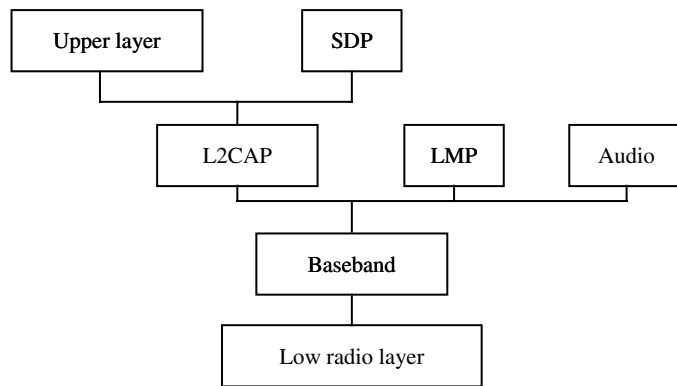 Upper layer
SDP
L2CAP
LMP
Audio
Baseband
Low radio layer